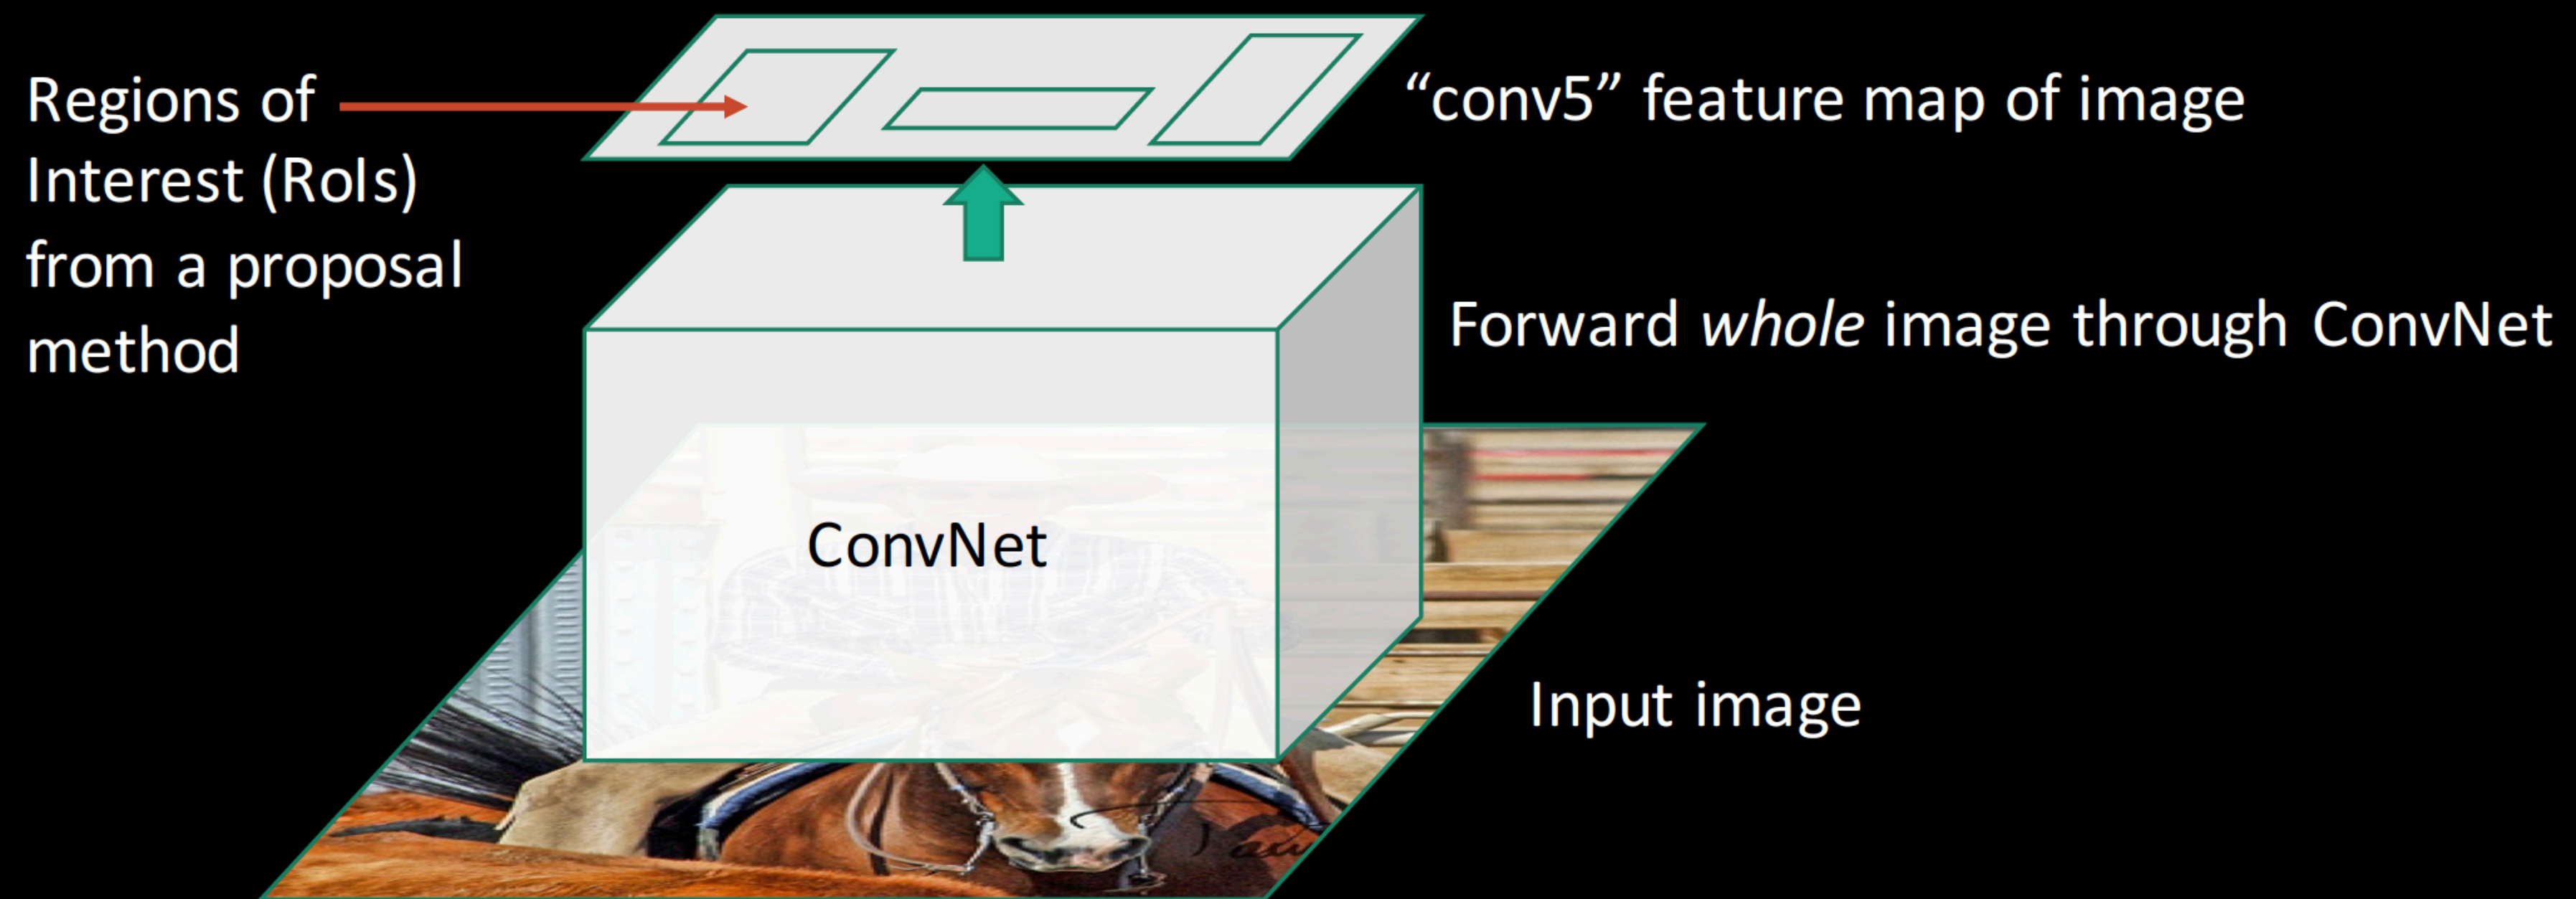 Regions of
Interest (RoIs)
from a proposal
method
“conv5” feature map of image
Forward whole image through ConvNet
ConvNet
Input image